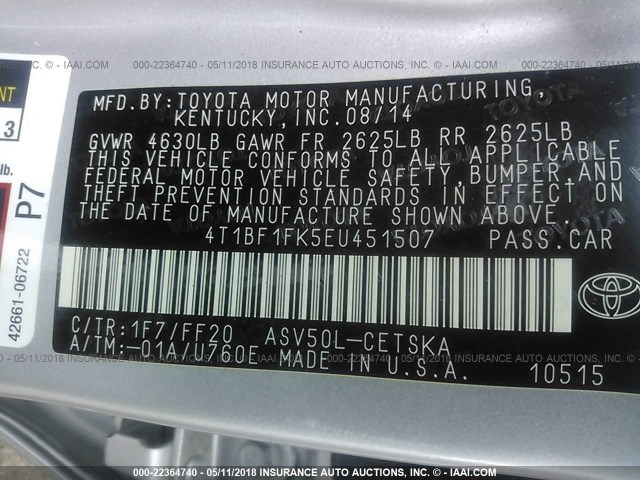 © - IAAI.com 000-22364740 - 05/11/2018 INSURANCE AUTO AUCTIONS, INC. © - IAAI.com
MFD.BY:TOYOTA MOTOR MANUFACTURING,
KENTUCKY,INC.08/14
GVWR 4630LB GAWR FR 2625LB RR 2625LB
THIS VEHICLE CONFORMS TO ALL APPLICABLE
FEDERAL MOTOR VEHICLE SAFETY,BUMPER,AND
THEFT PREVENTION STANDARDS IN EFFECT ON
THE DATE OF MANUFACTURE SHOWN ABOVE.
4T1BF1FK5EU451507 PASS.CAR
C/TR:1F7/FF20 ASV50L-CETSKA
A/TM:-01A/U760E MADE IN U.S.A.
10515
3
lb.
P7
42661-06722
000-22364740 - 05/11/2018 INSURANCE AUTO AUCTIONS, INC. © - IAAI.com